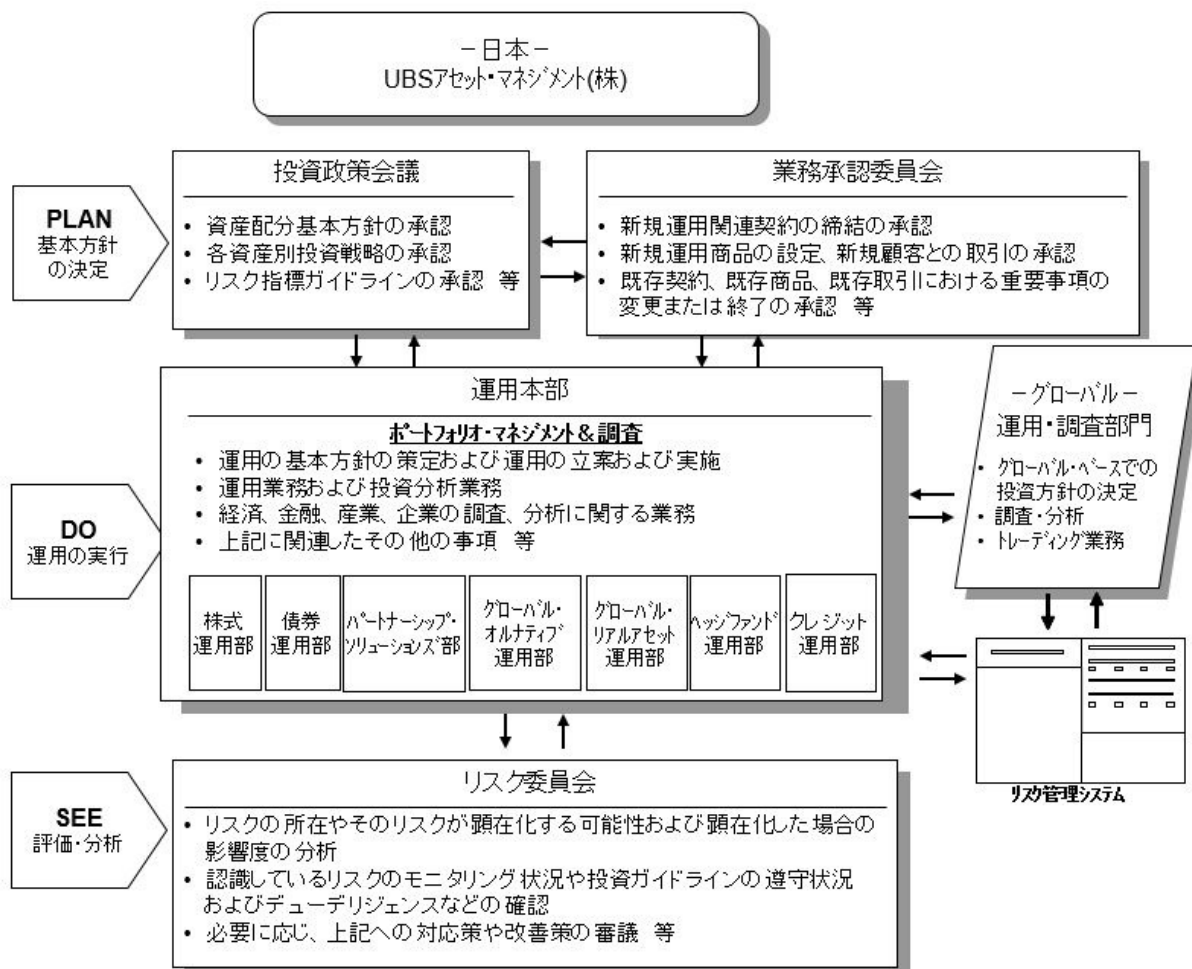 －日本－
UBSアセット・マネジメント(株)
PLAN
基本方針
の決定
投資政策会議
・ 資産配分基本方針の承認
・ 各資産別投資戦略の承認
・ リスク指標ガイドラインの承認 等
業務承認委員会
・ 新規運用関連契約の締結の承認
・ 新規運用商品の設定、新規顧客との取引の承認
・ 既存契約、既存商品、既存取引における重要事項の
変更または終了の承認 等
DO
運用の実行
運用本部
ポートフォリオ・マネジメント＆調査
・ 運用の基本方針の策定および運用の立案および実施
・ 運用業務および投資分析業務
・ 経済、金融、産業、企業の調査、分析に関する業務
・ 上記に関連したその他の事項 等
株式
運用部
債券
運用部
パートナーシップ・
ソリューションズ部
グローバル・
オルナティブ
運用部
グローバル・
リアルアセット
運用部
ヘッジファンド
運用部
クレジット
運用部
－グローバル－
運用・調査部門
・ グローバル・ベースでの
投資方針の決定
・ 調査・分析
・ トレーディング業務
リスク管理システム
SEE
評価・分析
リスク委員会
・ リスクの所在やそのリスクが顕在化する可能性および顕在化した場合の
影響度の分析
・ 認識しているリスクのモニタリング状況や投資ガイドラインの遵守状況
およびデューデリジェンスなどの確認
・ 必要に応じ、上記への対応策や改善策の審議 等